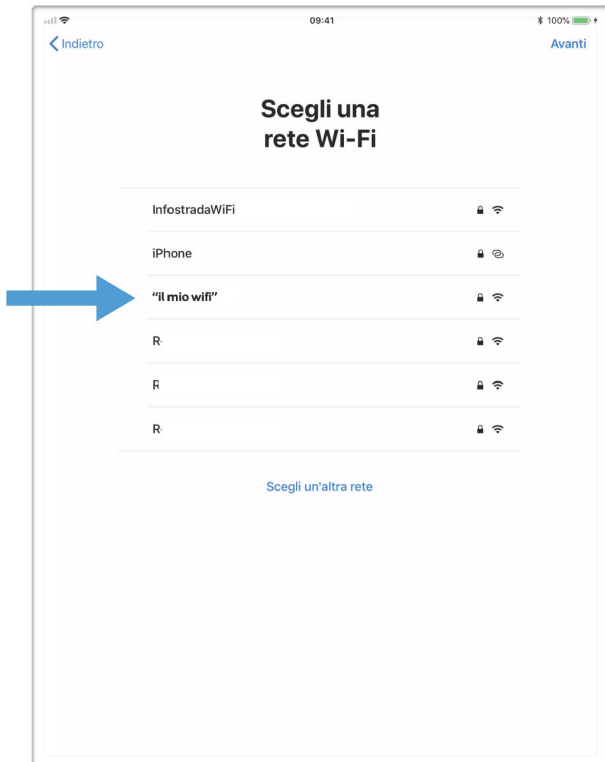 09:41
100%
Indietro
Avanti
Scegli una
rete Wi-Fi
InfostradaWiFi
iPhone
“il mio wifi”
R
R
R
Scegli un'altra rete